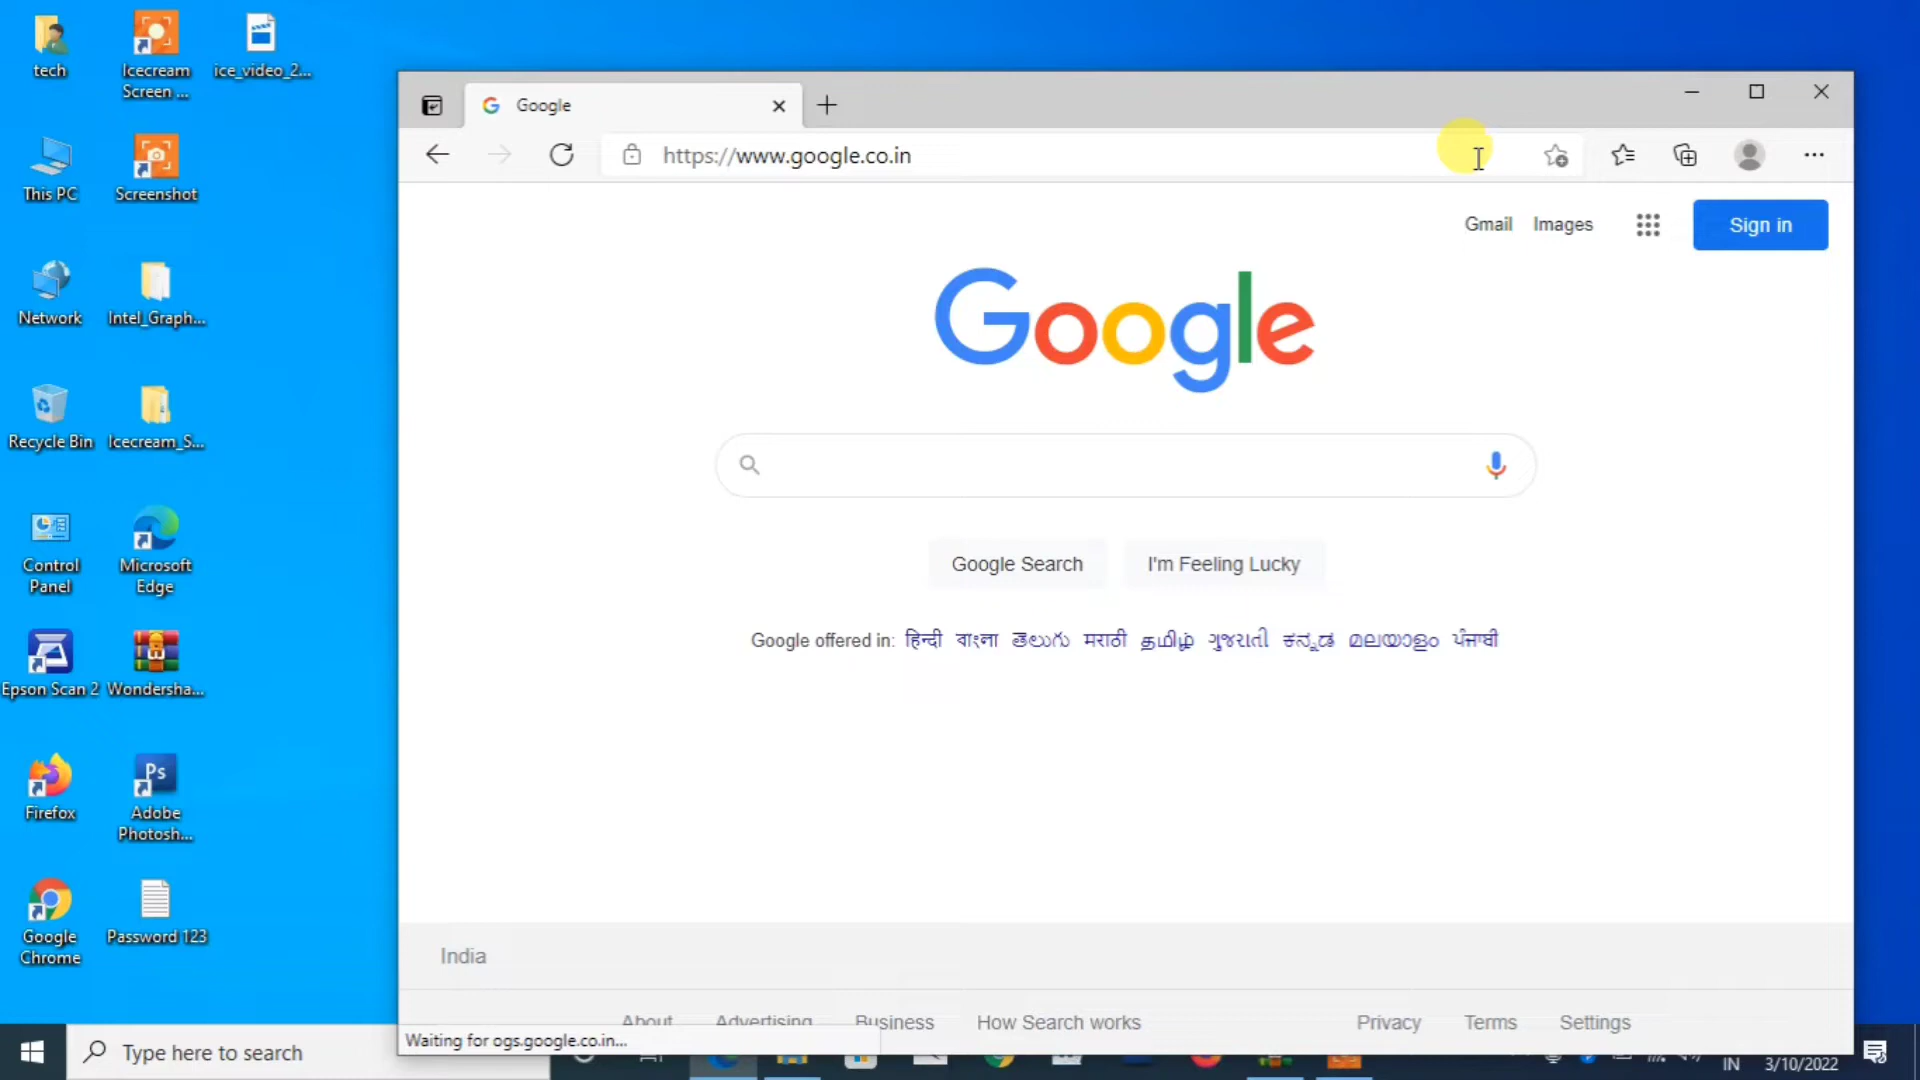 tech
Icecream
Screen ...
ice_video_2...
This PC
Screenshot
Network
Intel_Graph...
Recycle Bin
Icecream_S...
Control
Panel
Microsoft
Edge
Epson Scan 2
Wondersha...
Firefox
Adobe
Photosh...
Ps
Google
Chrome
Password 123
Google
https://www.google.co.in
Gmail
Images
Sign in
Google
Google Search
I'm Feeling Lucky
Google offered in: हिन्दी বাংলা తెలుగు मराठी தமிழ் ગુજરાતી ಕನ್ನಡ മലയാളം ਪੰਜਾਬੀ
India
About
Advertising
Business
How Search works
Privacy
Terms
Settings
Waiting for ogs.google.co.in...
Type here to search
IN
3/10/2022